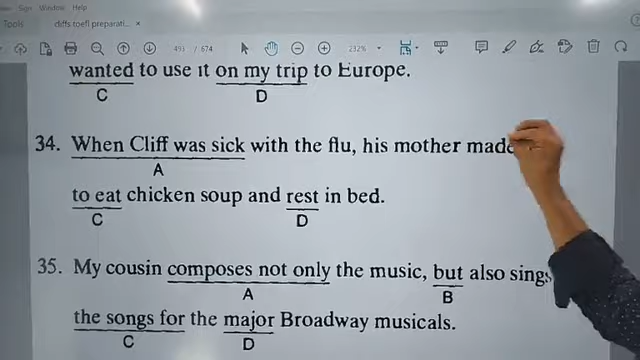 Sign Window Help
Tools cliffs toefl preparati... ×
493 / 674 232%
wanted to use it on my trip to Europe.
C D
34. When Cliff was sick with the flu, his mother made
A
to eat chicken soup and rest in bed.
C D
35. My cousin composes not only the music, but also sings
A B
the songs for the major Broadway musicals.
C D